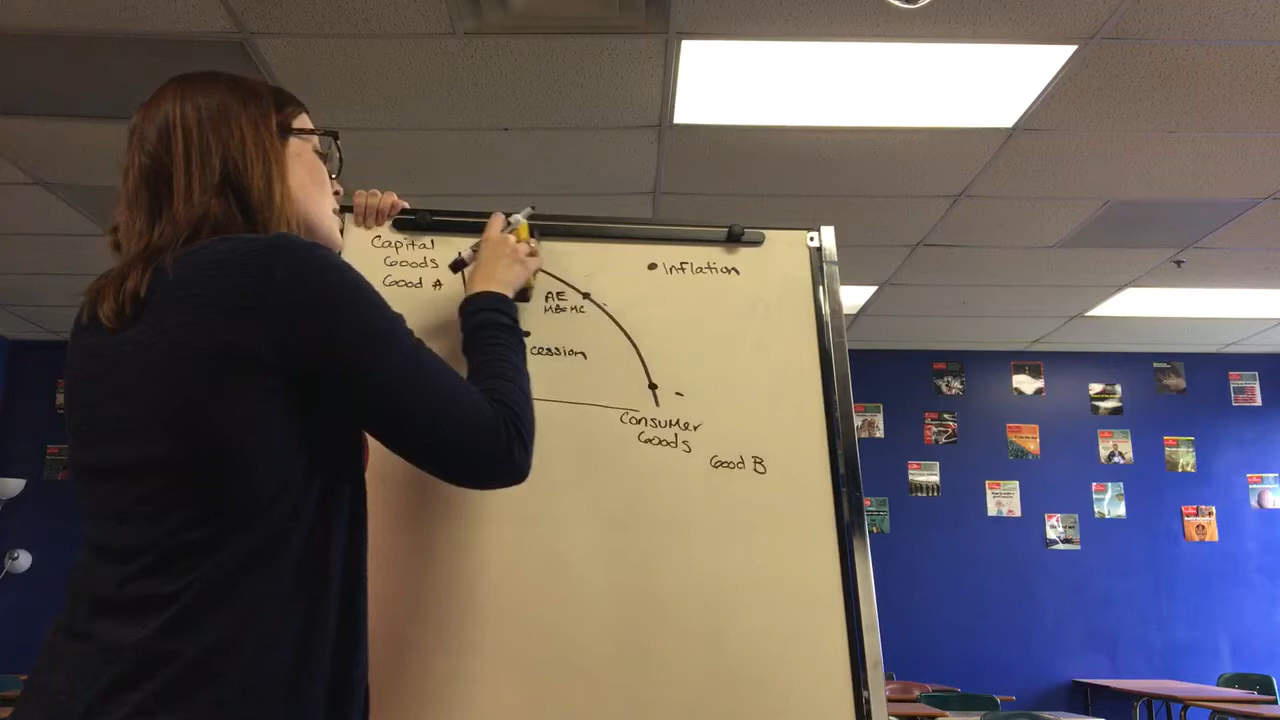 Capital
Goods
Good A
AE
MB=MC
cession
• Inflation
Consumer
Goods
Good B